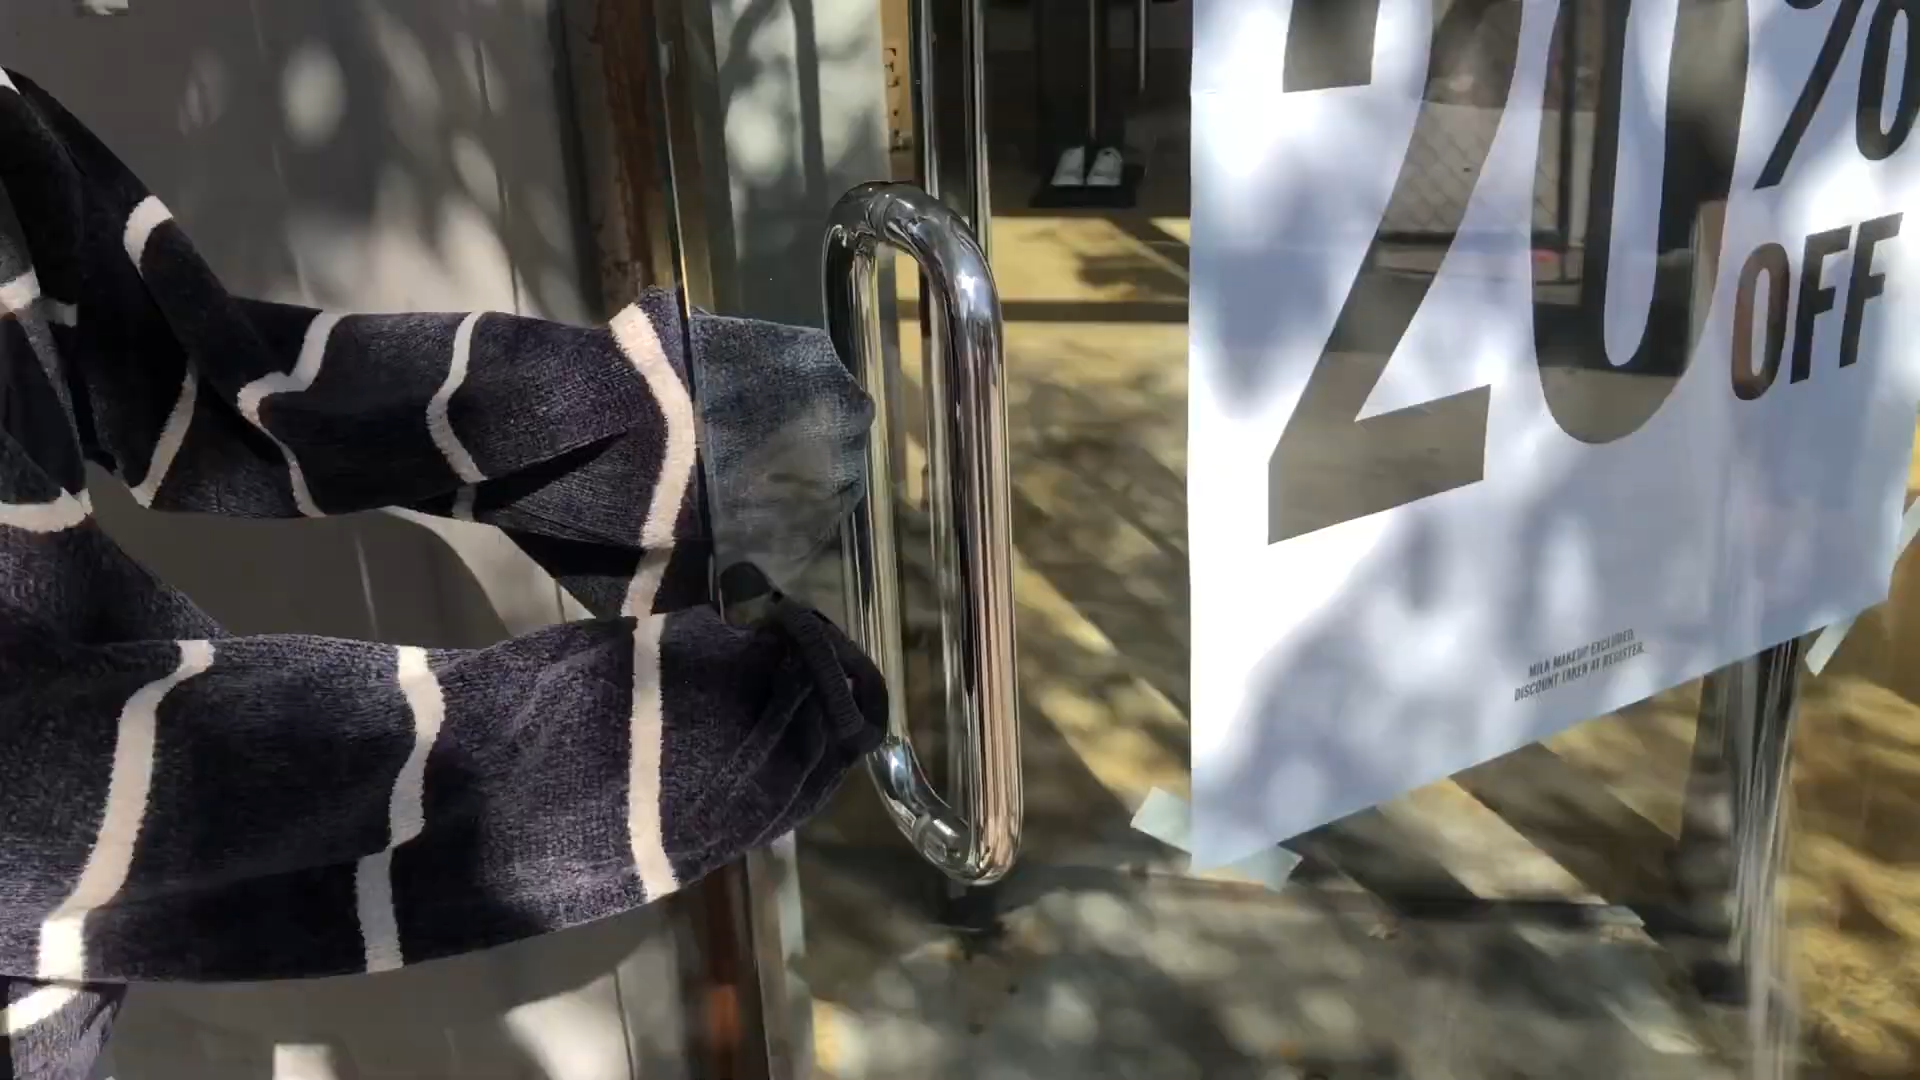 20%
OFF
MILK MAKEUP EXCLUDED.
DISCOUNT TAKEN AT REGISTER.